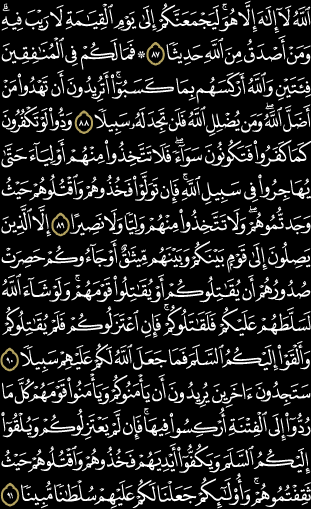 ٱللَّهُ لَآ إِلَٰهَ إِلَّا هُوَۚ لَيَجْمَعَنَّكُمْ إِلَىٰ يَوْمِ ٱلْقِيَٰمَةِ لَا رَيْبَ فِيهِۗ
وَمَنْ أَصْدَقُ مِنَ ٱللَّهِ حَدِيثًا ٨٧ ۞ فَمَا لَكُمْ فِى ٱلْمُنَٰفِقِينَ
فِئَتَيْنِ وَٱللَّهُ أَرْكَسَهُم بِمَا كَسَبُوٓا۟ۚ أَتُرِيدُونَ أَن تَهْدُوا۟ مَنْ
أَضَلَّ ٱللَّهُۖ وَمَن يُضْلِلِ ٱللَّهُ فَلَن تَجِدَ لَهُۥ سَبِيلًا ٨٨ وَدُّوا۟ لَوْ تَكْفُرُونَ
كَمَا كَفَرُوا۟ فَتَكُونُونَ سَوَآءًۖ فَلَا تَتَّخِذُوا۟ مِنْهُمْ أَوْلِيَآءَ حَتَّىٰ
يُهَاجِرُوا۟ فِى سَبِيلِ ٱللَّهِۚ فَإِن تَوَلَّوْا۟ فَخُذُوهُمْ وَٱقْتُلُوهُمْ حَيْثُ
وَجَدتُّمُوهُمْۖ وَلَا تَتَّخِذُوا۟ مِنْهُمْ وَلِيًّا وَلَا نَصِيرًا ٨٩ إِلَّا ٱلَّذِينَ
يَصِلُونَ إِلَىٰ قَوْمٍۭ بَيْنَكُمْ وَبَيْنَهُم مِّيثَٰقٌ أَوْ جَآءُوكُمْ حَصِرَتْ
صُدُورُهُمْ أَن يُقَٰتِلُوكُمْ أَوْ يُقَٰتِلُوا۟ قَوْمَهُمْۚ وَلَوْ شَآءَ ٱللَّهُ
لَسَلَّطَهُمْ عَلَيْكُمْ فَلَقَٰتَلُوكُمْۚ فَإِنِ ٱعْتَزَلُوكُمْ فَلَمْ يُقَٰتِلُوكُمْ
وَأَلْقَوْا۟ إِلَيْكُمُ ٱلسَّلَمَ فَمَا جَعَلَ ٱللَّهُ لَكُمْ عَلَيْهِمْ سَبِيلًا ٩٠
سَتَجِدُونَ ءَاخَرِينَ يُرِيدُونَ أَن يَأْمَنُوكُمْ وَيَأْمَنُوا۟ قَوْمَهُمْ كُلَّ مَا
رُدُّوٓا۟ إِلَى ٱلْفِتْنَةِ أُرْكِسُوا۟ فِيهَاۚ فَإِن لَّمْ يَعْتَزِلُوكُمْ وَيُلْقُوٓا۟
إِلَيْكُمُ ٱلسَّلَمَ وَيَكُفُّوٓا۟ أَيْدِيَهُمْ فَخُذُوهُمْ وَٱقْتُلُوهُمْ حَيْثُ
ثَقِفْتُمُوهُمْۚ وَأُو۟لَٰٓئِكُمْ جَعَلْنَا لَكُمْ عَلَيْهِمْ سُلْطَٰنًا مُّبِينًا ٩١